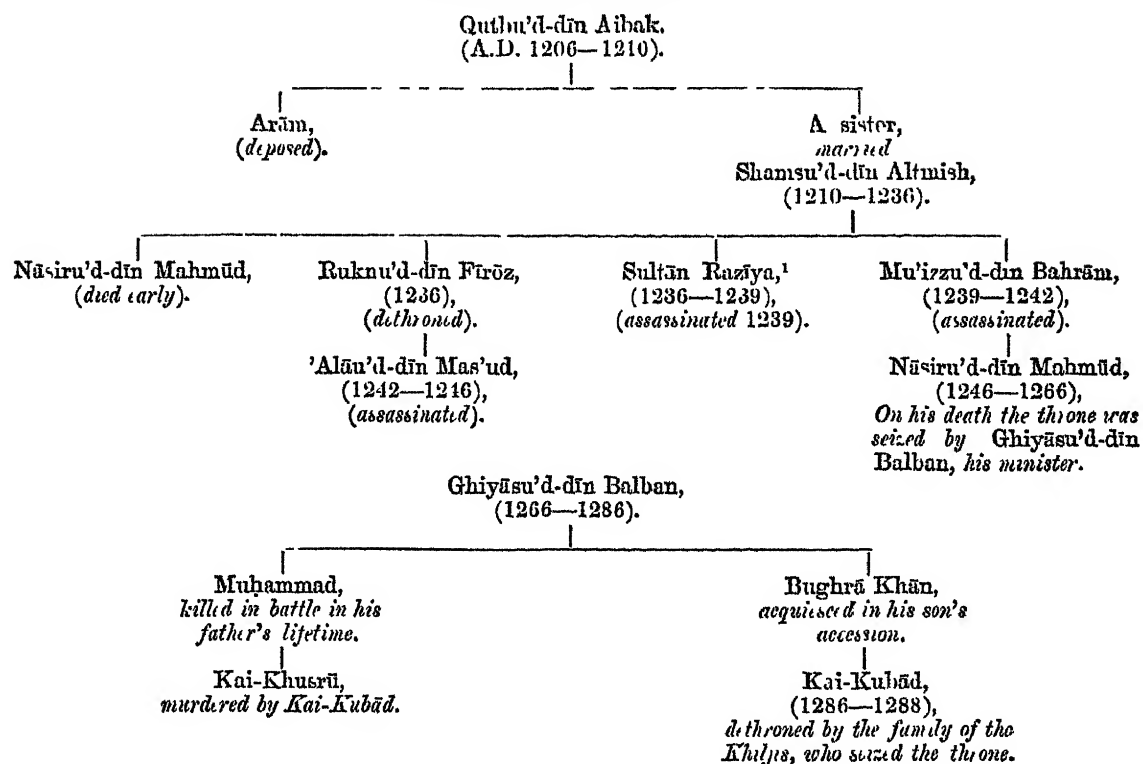 Quṭbu'd-dīn Aibak.
(A.D. 1206—1210).
Arām,
(deposed).
A sister,
married
Shamsu'd-dīn Altmish,
(1210—1236).
Nāsiru'd-dīn Mahmūd,
(died early).
Ruknu'd-dīn Fīrōz,
(1236),
(dethroned).
'Alāu'd-dīn Mas'ud,
(1242—1246),
(assassinated).
Sultān Razīya,¹
(1236—1239),
(assassinated 1239).
Mu'izzu'd-dīn Bahrām,
(1239—1242),
(assassinated).
Nāsiru'd-dīn Mahmūd,
(1246—1266),
On his death the throne was
seized by Ghiyāsu'd-dīn
Balban, his minister.
Ghiyāsu'd-dīn Balban,
(1266—1286).
Muḥammad,
killed in battle in his
father's lifetime.
Kai-Khusrū,
murdered by Kai-Kubād.
Bughrā Khān,
acquiesced in his son's
accession.
Kai-Kubād,
(1286—1288),
dethroned by the family of the
Khiljis, who seized the throne.